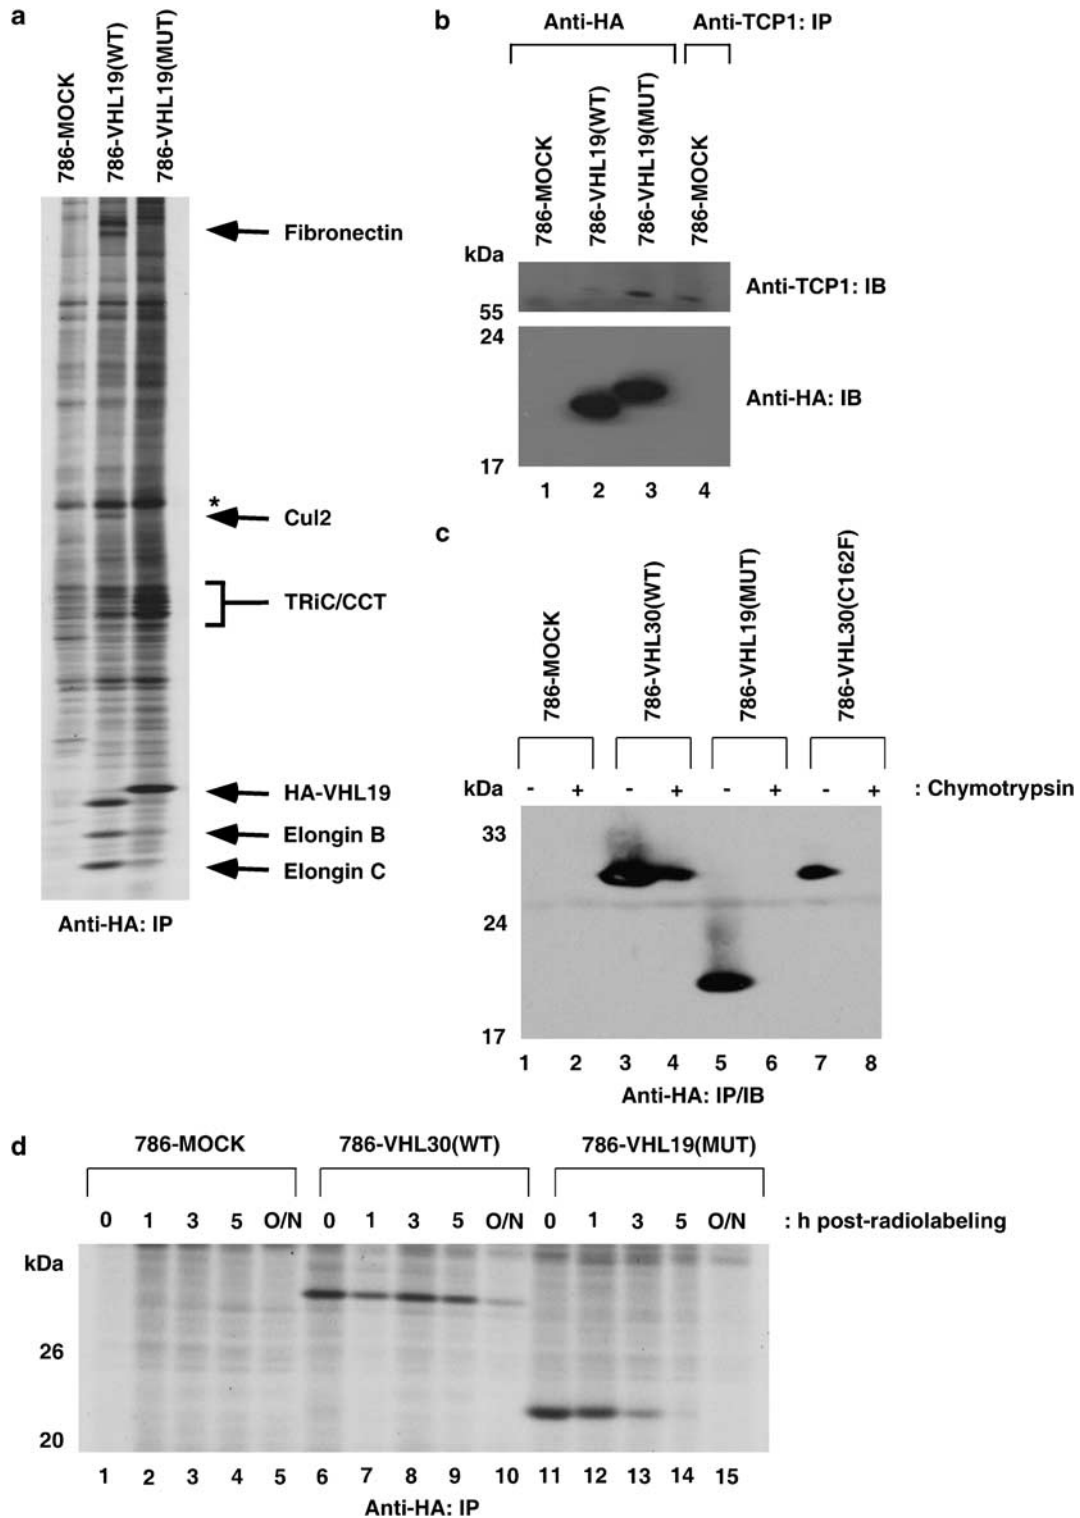 a
786-MOCK
786-VHL19(WT)
786-VHL19(MUT)
Fibronectin
*
Cul2
TRiC/CCT
HA-VHL19
Elongin B
Elongin C
Anti-HA: IP
b
Anti-HA Anti-TCP1: IP
786-MOCK
786-VHL19(WT)
786-VHL19(MUT)
786-MOCK
kDa
Anti-TCP1: IB
55
24
Anti-HA: IB
17
1 2 3 4
c
786-MOCK
786-VHL30(WT)
786-VHL19(MUT)
786-VHL30(C162F)
kDa - + - + - + - + : Chymotrypsin
33
24
17
1 2 3 4 5 6 7 8
Anti-HA: IP/IB
d
786-MOCK 786-VHL30(WT) 786-VHL19(MUT)
0 1 3 5 O/N 0 1 3 5 O/N 0 1 3 5 O/N : h post-radiolabeling
kDa
26
20
1 2 3 4 5 6 7 8 9 10 11 12 13 14 15
Anti-HA: IP